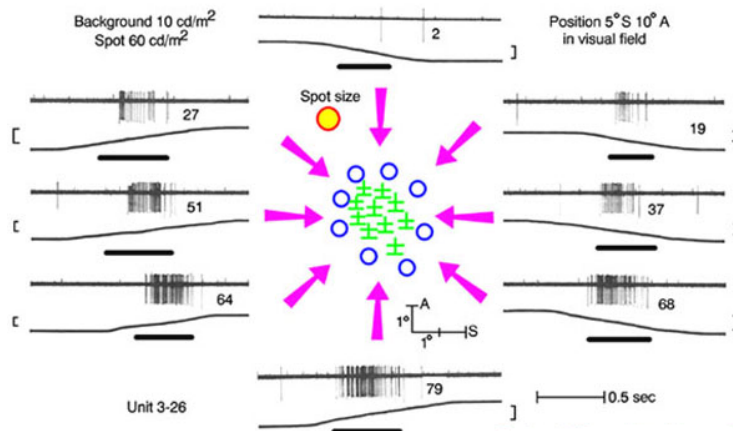 Background 10 cd/m²
Spot 60 cd/m²
2
Position 5°S 10°A
in visual field
Spot size
27
19
51
37
64
68
A
1°
1°
S
79
Unit 3-26
0.5 sec